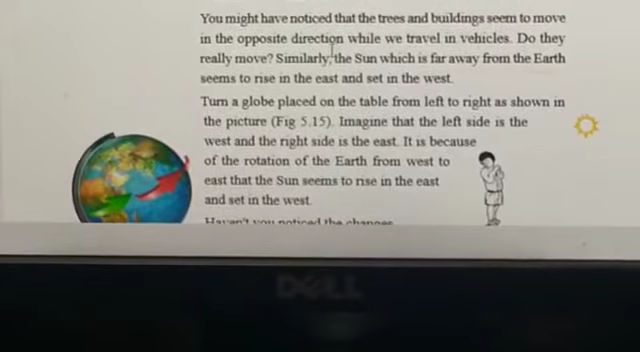 You might have noticed that the trees and buildings seem to move
in the opposite direction while we travel in vehicles. Do they
really move? Similarly, the Sun which is far away from the Earth
seems to rise in the east and set in the west.
Turn a globe placed on the table from left to right as shown in
the picture (Fig 5.15). Imagine that the left side is the
west and the right side is the east. It is because
of the rotation of the Earth from west to
east that the Sun seems to rise in the east
and set in the west.
Haven't you noticed the changes
DELL